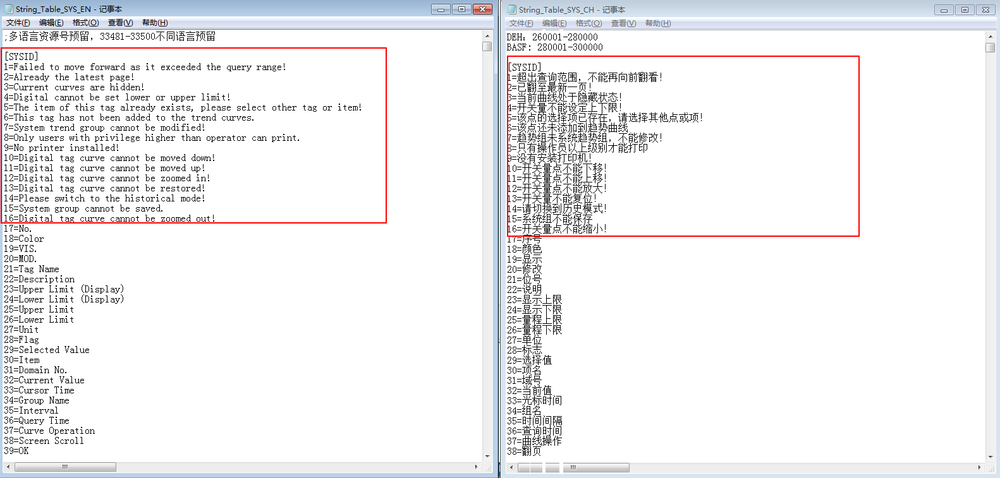 String_Table_SYS_EN - 记事本
文件(F) 编辑(E) 格式(O) 查看(V) 帮助(H)
;多语言资源号预留，33481-33500不同语言预留
[SYSID]
1=Failed to move forward as it exceeded the query range!
2=Already the latest page!
3=Current curves are hidden!
4=Digital cannot be set lower or upper limit!
5=The item of this tag already exists, please select other tag or item!
6=This tag has not been added to the trend curves.
7=System trend group cannot be modified!
8=Only users with privilege higher than operator can print.
9=No printer installed!
10=Digital tag curve cannot be moved down!
11=Digital tag curve cannot be moved up!
12=Digital tag curve cannot be zoomed in!
13=Digital tag curve cannot be restored!
14=Please switch to the historical mode!
15=System group cannot be saved.
16=Digital tag curve cannot be zoomed out!
17=No.
18=Color
19=VIS.
20=MOD.
21=Tag Name
22=Description
23=Upper Limit (Display)
24=Lower Limit (Display)
25=Upper Limit
26=Lower Limit
27=Unit
28=Flag
29=Selected Value
30=Item
31=Domain No.
32=Current Value
33=Cursor Time
34=Group Name
35=Interval
36=Query Time
37=Curve Operation
38=Screen Scroll
39=OK
String_Table_SYS_CH - 记事本
文件(F) 编辑(E) 格式(O) 查看(V) 帮助(H)
DEH: 260001-280000
BASF: 280001-300000
[SYSID]
1=超出查询范围，不能再向前翻看！
2=已翻至最新一页！
3=当前曲线处于隐藏状态！
4=开关量不能设定上下限！
5=该点的选择项已存在，请选择其他点或项！
6=该点还未添加到趋势曲线
7=趋势组未系统趋势组，不能修改！
8=只有操作员以上级别才能打印
9=没有安装打印机！
10=开关量点不能下移！
11=开关量点不能上移！
12=开关量点不能放大！
13=开关量不能复位！
14=请切换到历史模式！
15=系统组不能保存
16=开关量点不能缩小！
17=序号
18=颜色
19=显示
20=修改
21=位号
22=说明
23=显示上限
24=显示下限
25=量程上限
26=量程下限
27=单位
28=标志
29=选择值
30=项名
31=域号
32=当前值
33=光标时间
34=组名
35=时间间隔
36=查询时间
37=曲线操作
38=翻页